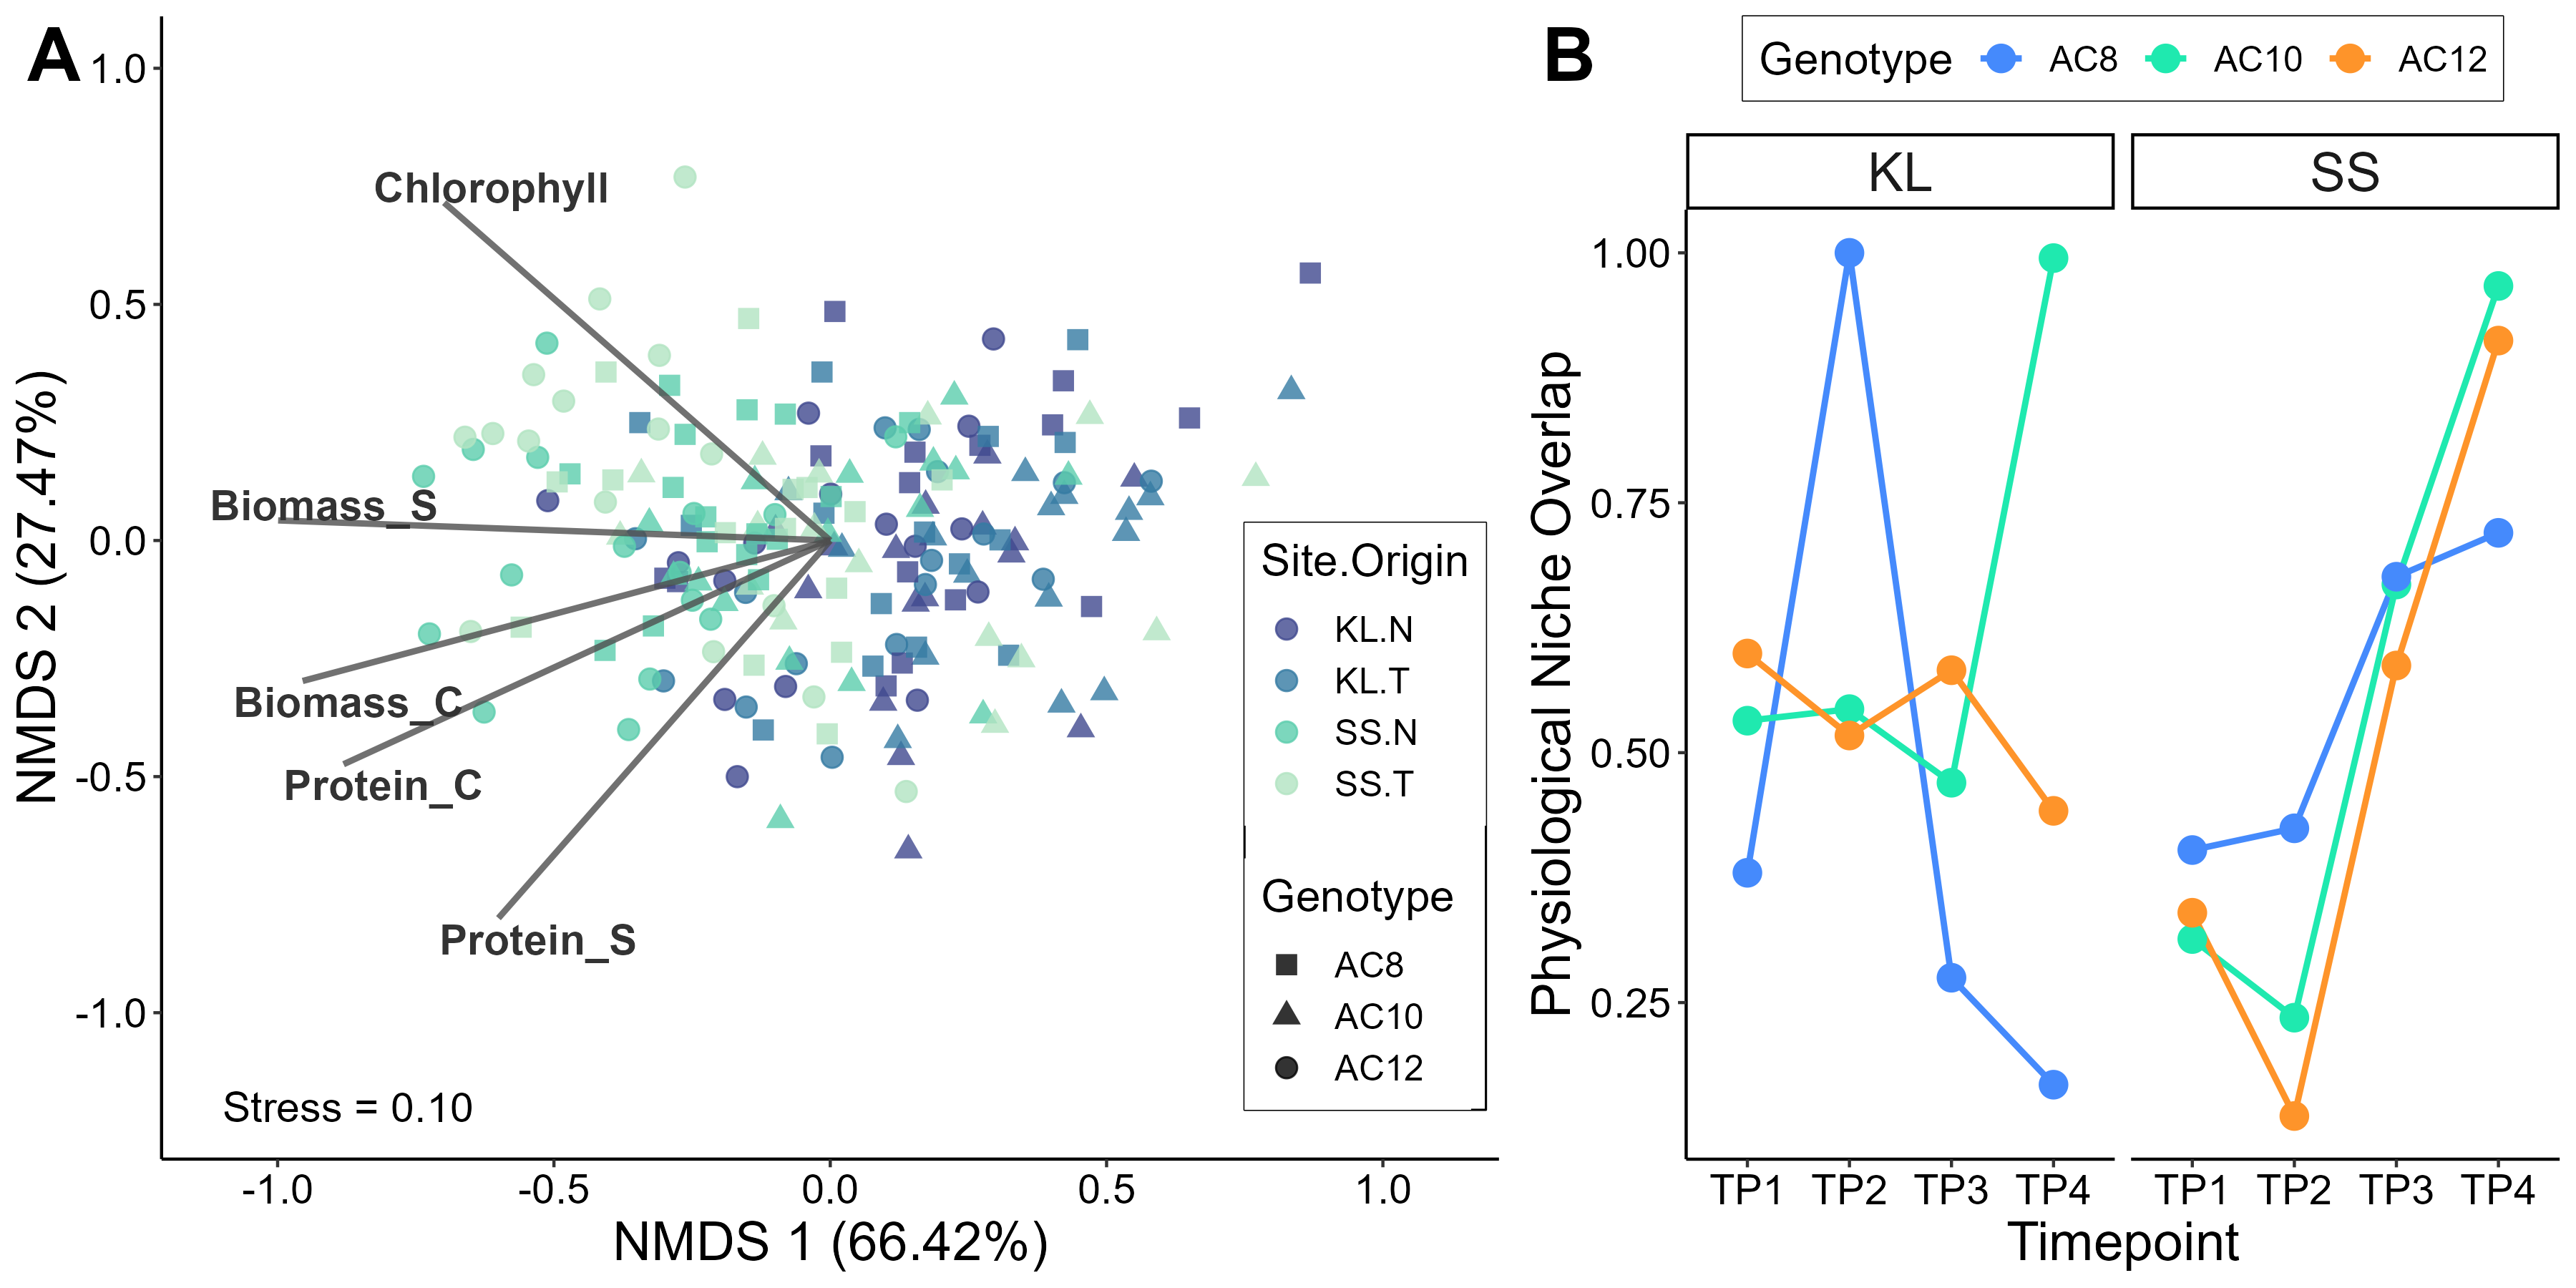 A
1.0
0.5
0.0
-0.5
-1.0
NMDS 2 (27.47%)
Chlorophyll
Biomass_S
Biomass_C
Protein_C
Protein_S
Stress = 0.10
-1.0 -0.5 0.0 0.5 1.0
NMDS 1 (66.42%)
Site.Origin
KL.N
KL.T
SS.N
SS.T
Genotype
AC8
AC10
AC12
B
Genotype AC8 AC10 AC12
KL SS
1.00
0.75
0.50
0.25
Physiological Niche Overlap
TP1 TP2 TP3 TP4 TP1 TP2 TP3 TP4
Timepoint